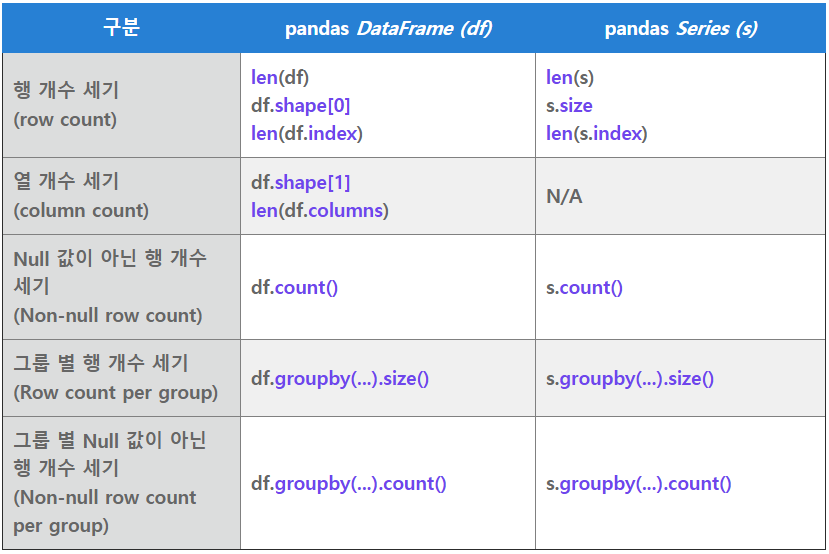 구분
pandas DataFrame (df)
pandas Series (s)
행 개수 세기
(row count)
len(df)
df.shape[0]
len(df.index)
len(s)
s.size
len(s.index)
열 개수 세기
(column count)
df.shape[1]
len(df.columns)
N/A
Null 값이 아닌 행 개수
세기
(Non-null row count)
df.count()
s.count()
그룹 별 행 개수 세기
(Row count per group)
df.groupby(...).size()
s.groupby(...).size()
그룹 별 Null 값이 아닌
행 개수 세기
(Non-null row count
per group)
df.groupby(...).count()
s.groupby(...).count()